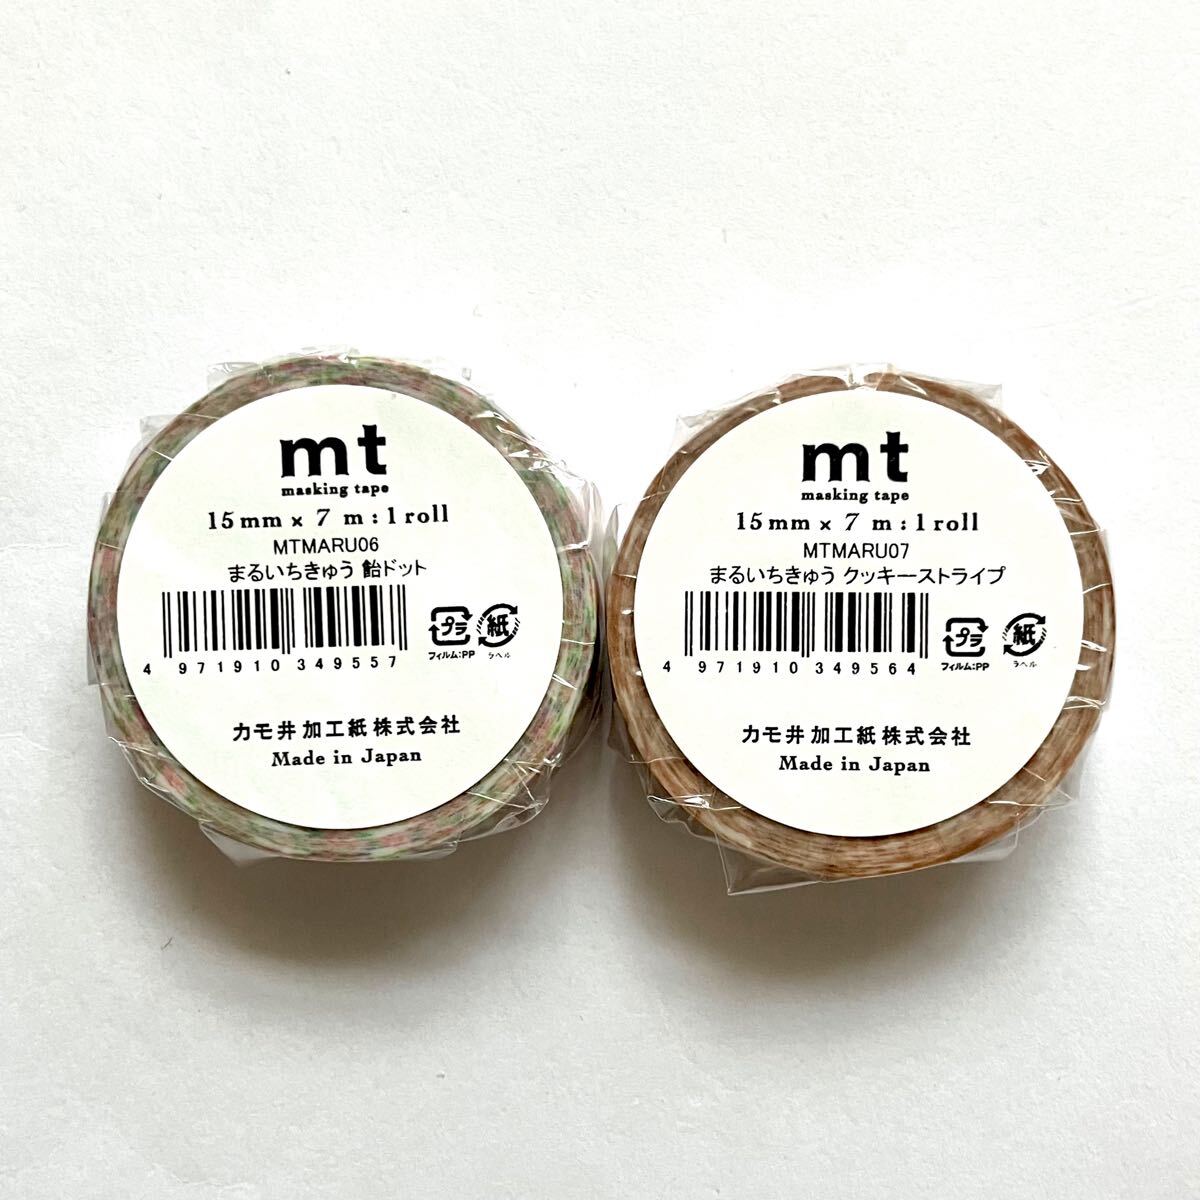 mt
masking tape
15mm × 7 m : 1 roll
MTMARU06
まるいちきゅう 飴ドット
プラ
フィルム:PP
紙
ラベル
4 971910 349557
カモ井加工紙株式会社
Made in Japan
mt
masking tape
15mm × 7 m : 1 roll
MTMARU07
まるいちきゅう クッキーストライプ
プラ
フィルム:PP
紙
ラベル
4 971910 349564
カモ井加工紙株式会社
Made in Japan